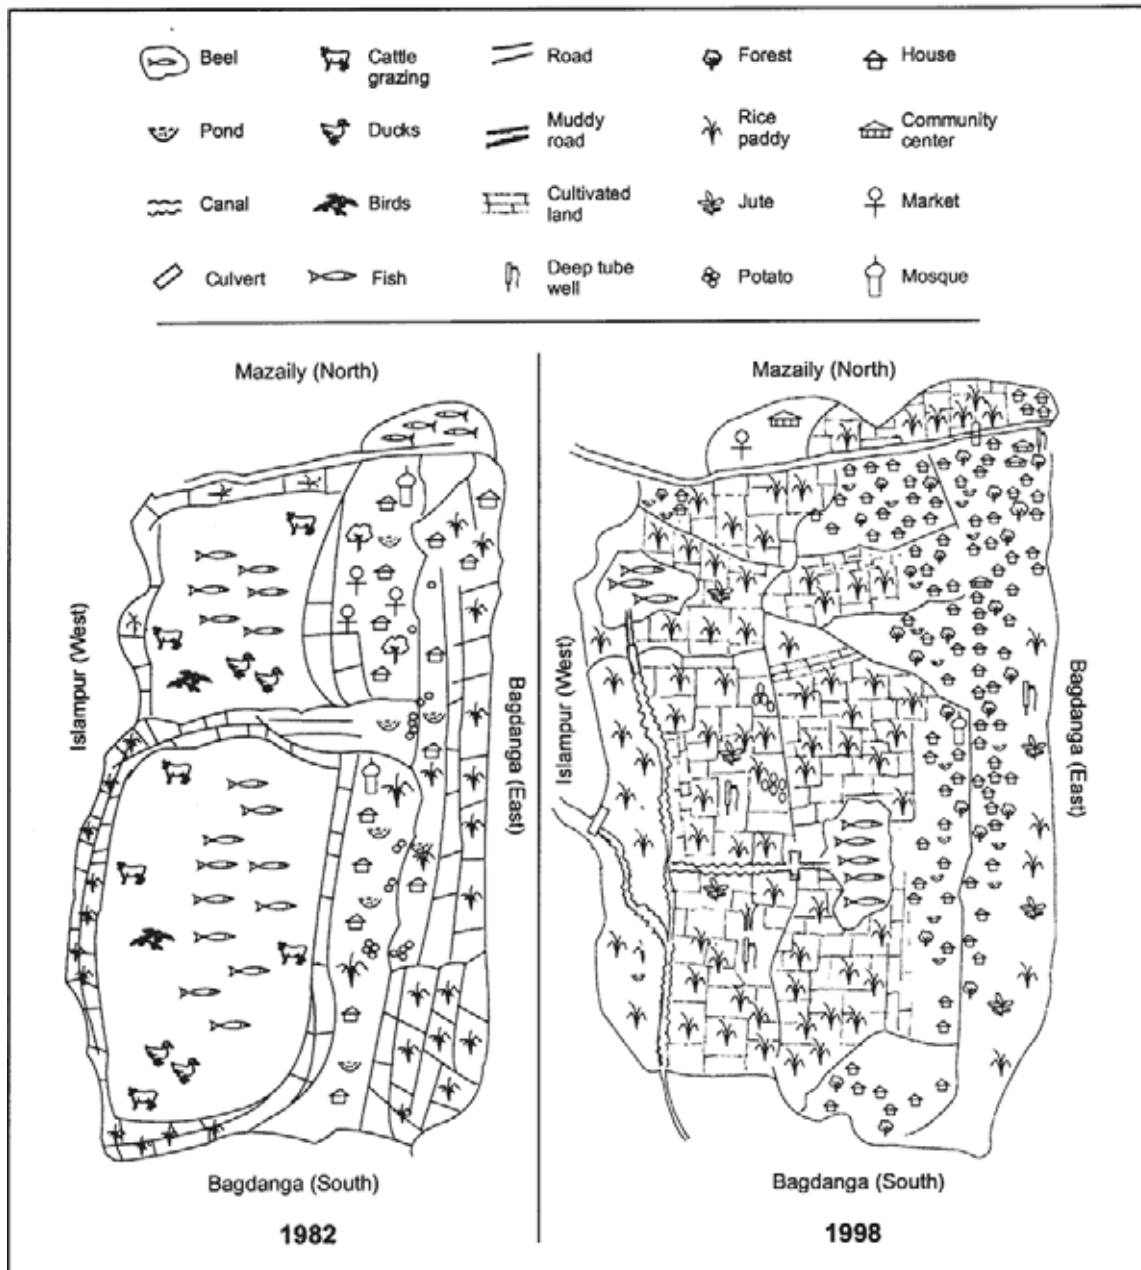 Beel
Cattle
grazing
Road
Forest
House
Pond
Ducks
Muddy
road
Rice
paddy
Community
center
Canal
Birds
Cultivated
land
Jute
Market
Culvert
Fish
Deep tube
well
Potato
Mosque
Mazaily (North)
Islampur (West)
Bagdanga (East)
Bagdanga (South)
1982
Mazaily (North)
Islampur (West)
Bagdanga (East)
Bagdanga (South)
1998